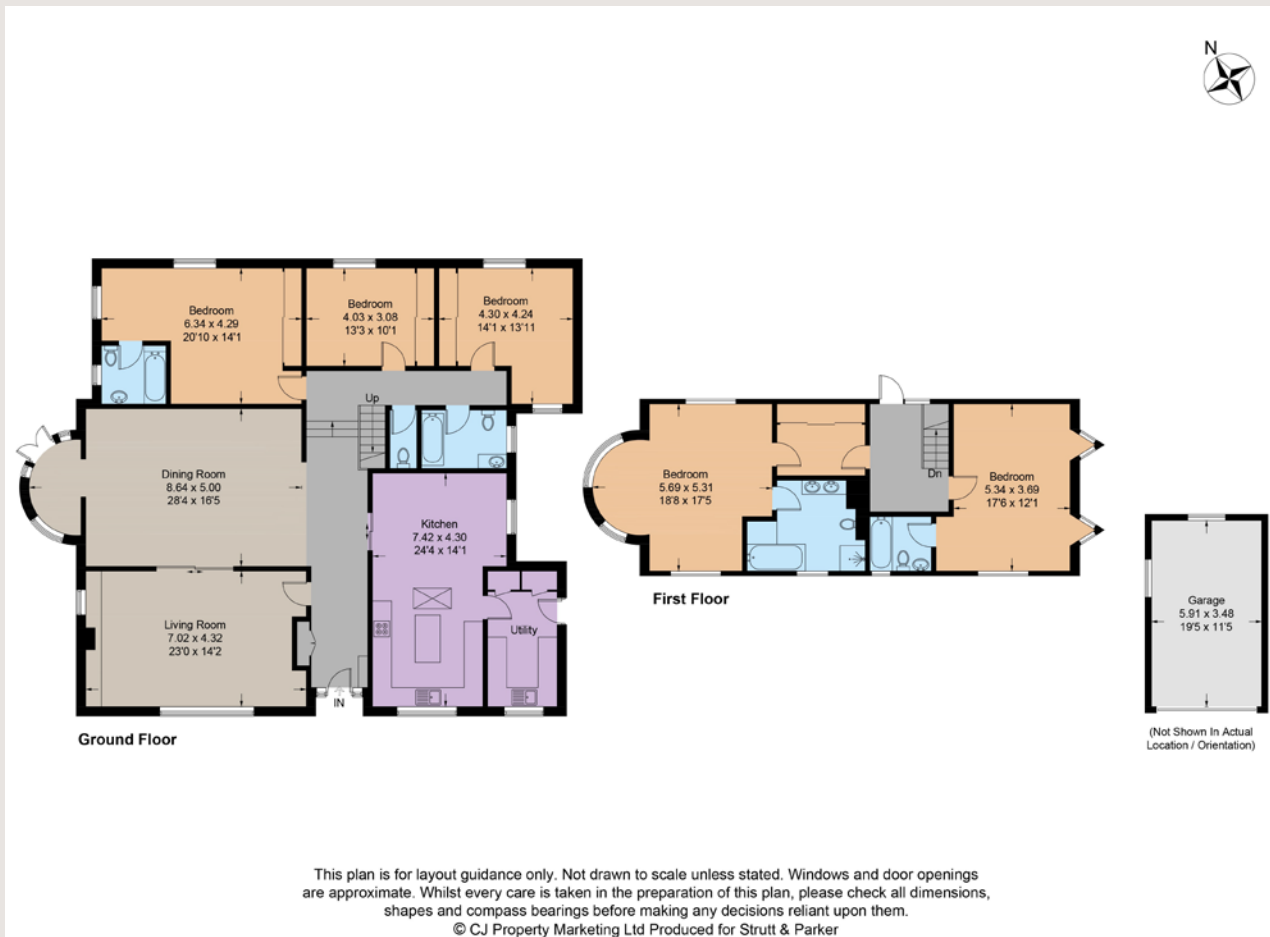 N
Bedroom
6.34 x 4.29
20'10 x 14'1
Bedroom
4.03 x 3.08
13'3 x 10'1
Bedroom
4.30 x 4.24
14'1 x 13'11
Up
Dining Room
8.64 x 5.00
28'4 x 16'5
Kitchen
7.42 x 4.30
24'4 x 14'1
Living Room
7.02 x 4.32
23'0 x 14'2
Utility
IN
Ground Floor
Bedroom
5.69 x 5.31
18'8 x 17'5
Dn
Bedroom
5.34 x 3.69
17'6 x 12'1
First Floor
Garage
5.91 x 3.48
19'5 x 11'5
(Not Shown In Actual
Location / Orientation)
This plan is for layout guidance only. Not drawn to scale unless stated. Windows and door openings
are approximate. Whilst every care is taken in the preparation of this plan, please check all dimensions,
shapes and compass bearings before making any decisions reliant upon them.
© CJ Property Marketing Ltd Produced for Strutt & Parker